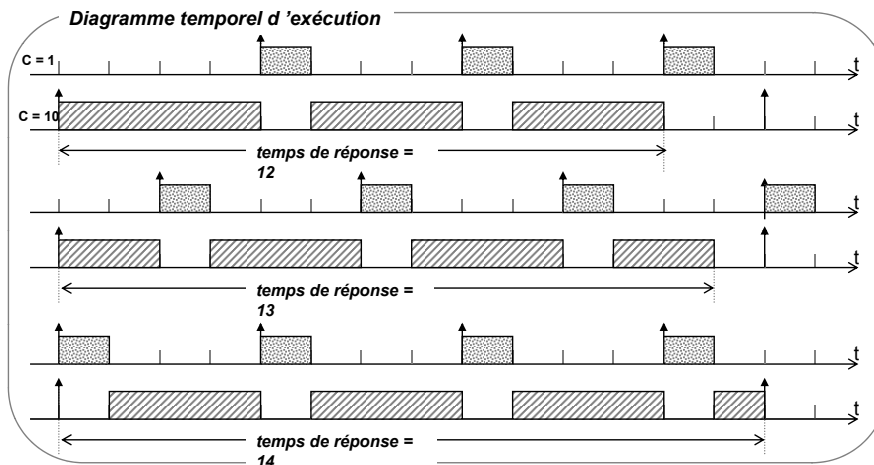 Diagramme temporel d 'exécution
C = 1
t
C = 10
t
temps de réponse =
12
t
t
temps de réponse =
13
t
t
temps de réponse =
14